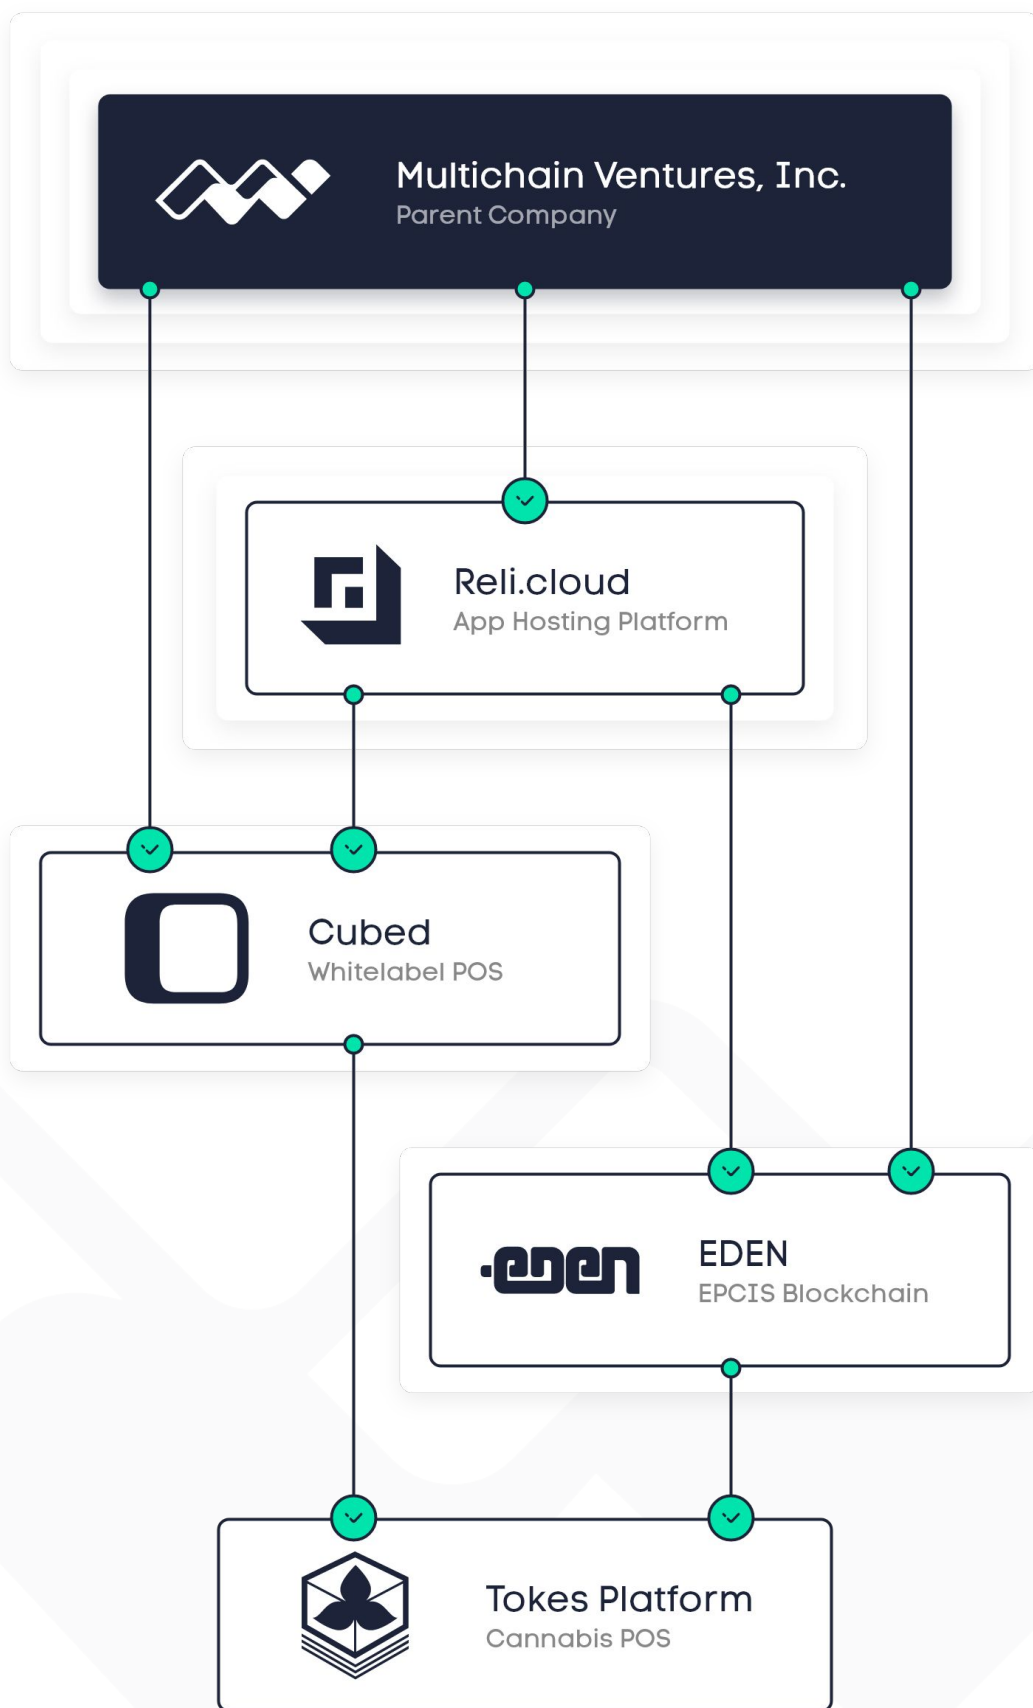 Multichain Ventures, Inc.
Parent Company
Reli.cloud
App Hosting Platform
Cubed
Whitelabel POS
eden
EDEN
EPCIS Blockchain
Tokes Platform
Cannabis POS